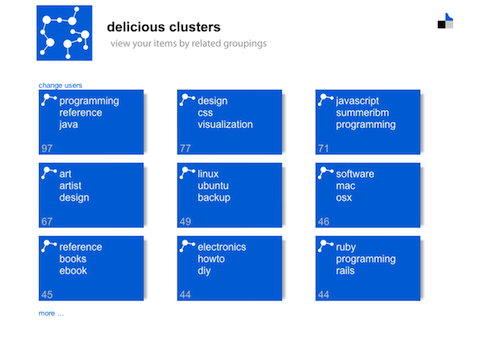 delicious clusters
view your items by related groupings
change users
programming
reference
java
97
design
css
visualization
77
javascript
summeribm
programming
71
art
artist
design
67
linux
ubuntu
backup
49
software
mac
osx
46
reference
books
ebook
45
electronics
howto
diy
44
ruby
programming
rails
44
more ...